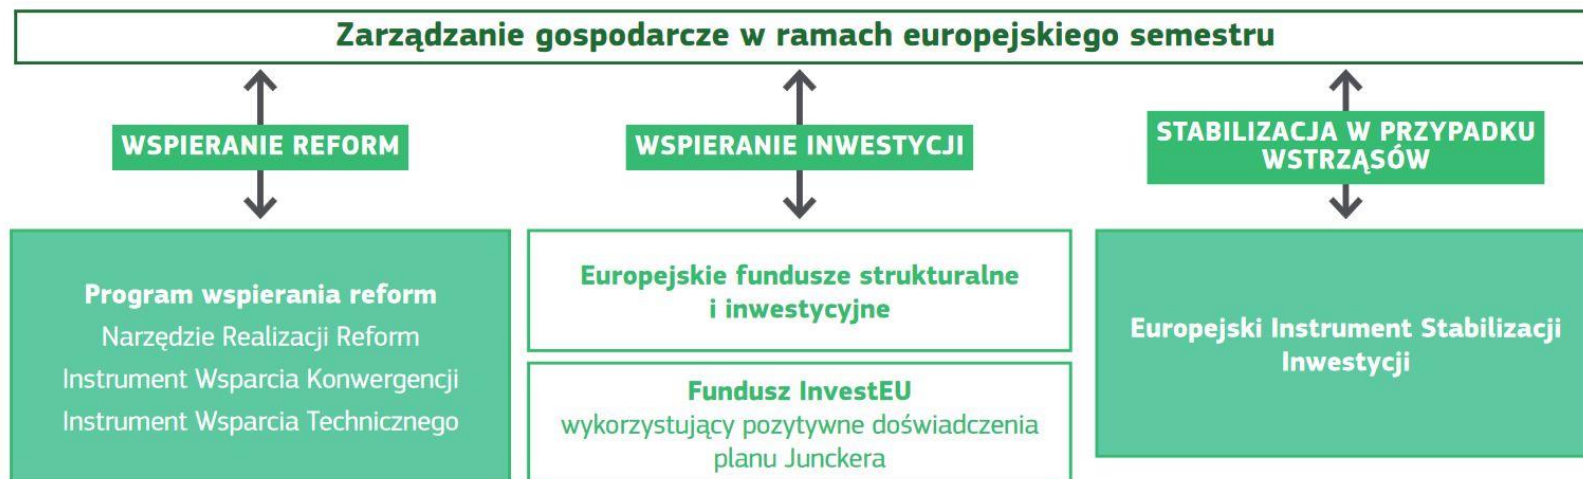 Zarządzanie gospodarcze w ramach europejskiego semestru
WSPIERANIE REFORM
WSPIERANIE INWESTYCJI
STABILIZACJA W PRZYPADKU
WSTRZĄSÓW
Program wspierania reform
Narzędzie Realizacji Reform
Instrument Wsparcia Konwergencji
Instrument Wsparcia Technicznego
Europejskie fundusze strukturalne
i inwestycyjne
Fundusz InvestEU
wykorzystujący pozytywne doświadczenia
planu Junckera
Europejski Instrument Stabilizacji
Inwestycji